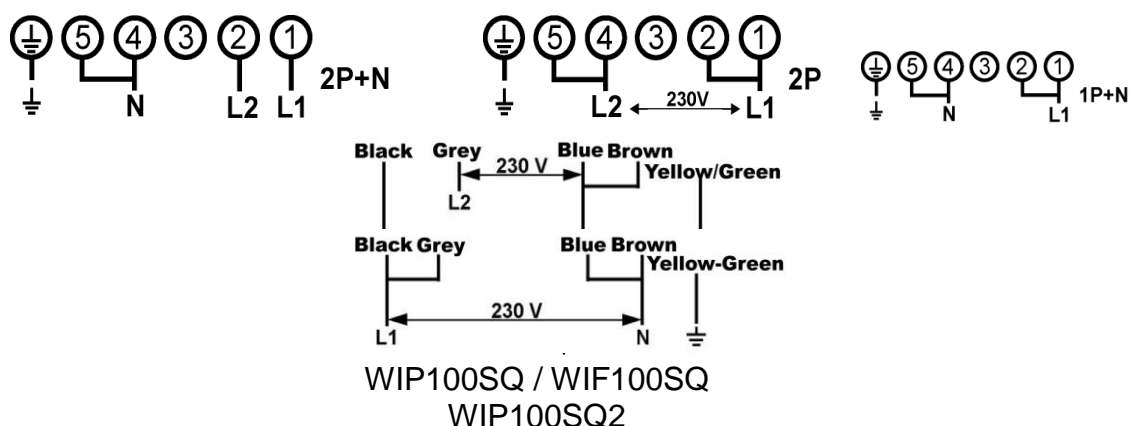 5 4 3 2 1
2P+N
N L2 L1
5 4 3 2 1
2P
L2 230V L1
5 4 3 2 1
1P+N
N L1
Black Grey Blue Brown
230 V
Yellow/Green
L2
Black Grey Blue Brown
Yellow-Green
230 V
L1 N
WIP100SQ / WIF100SQ
WIP100SQ2